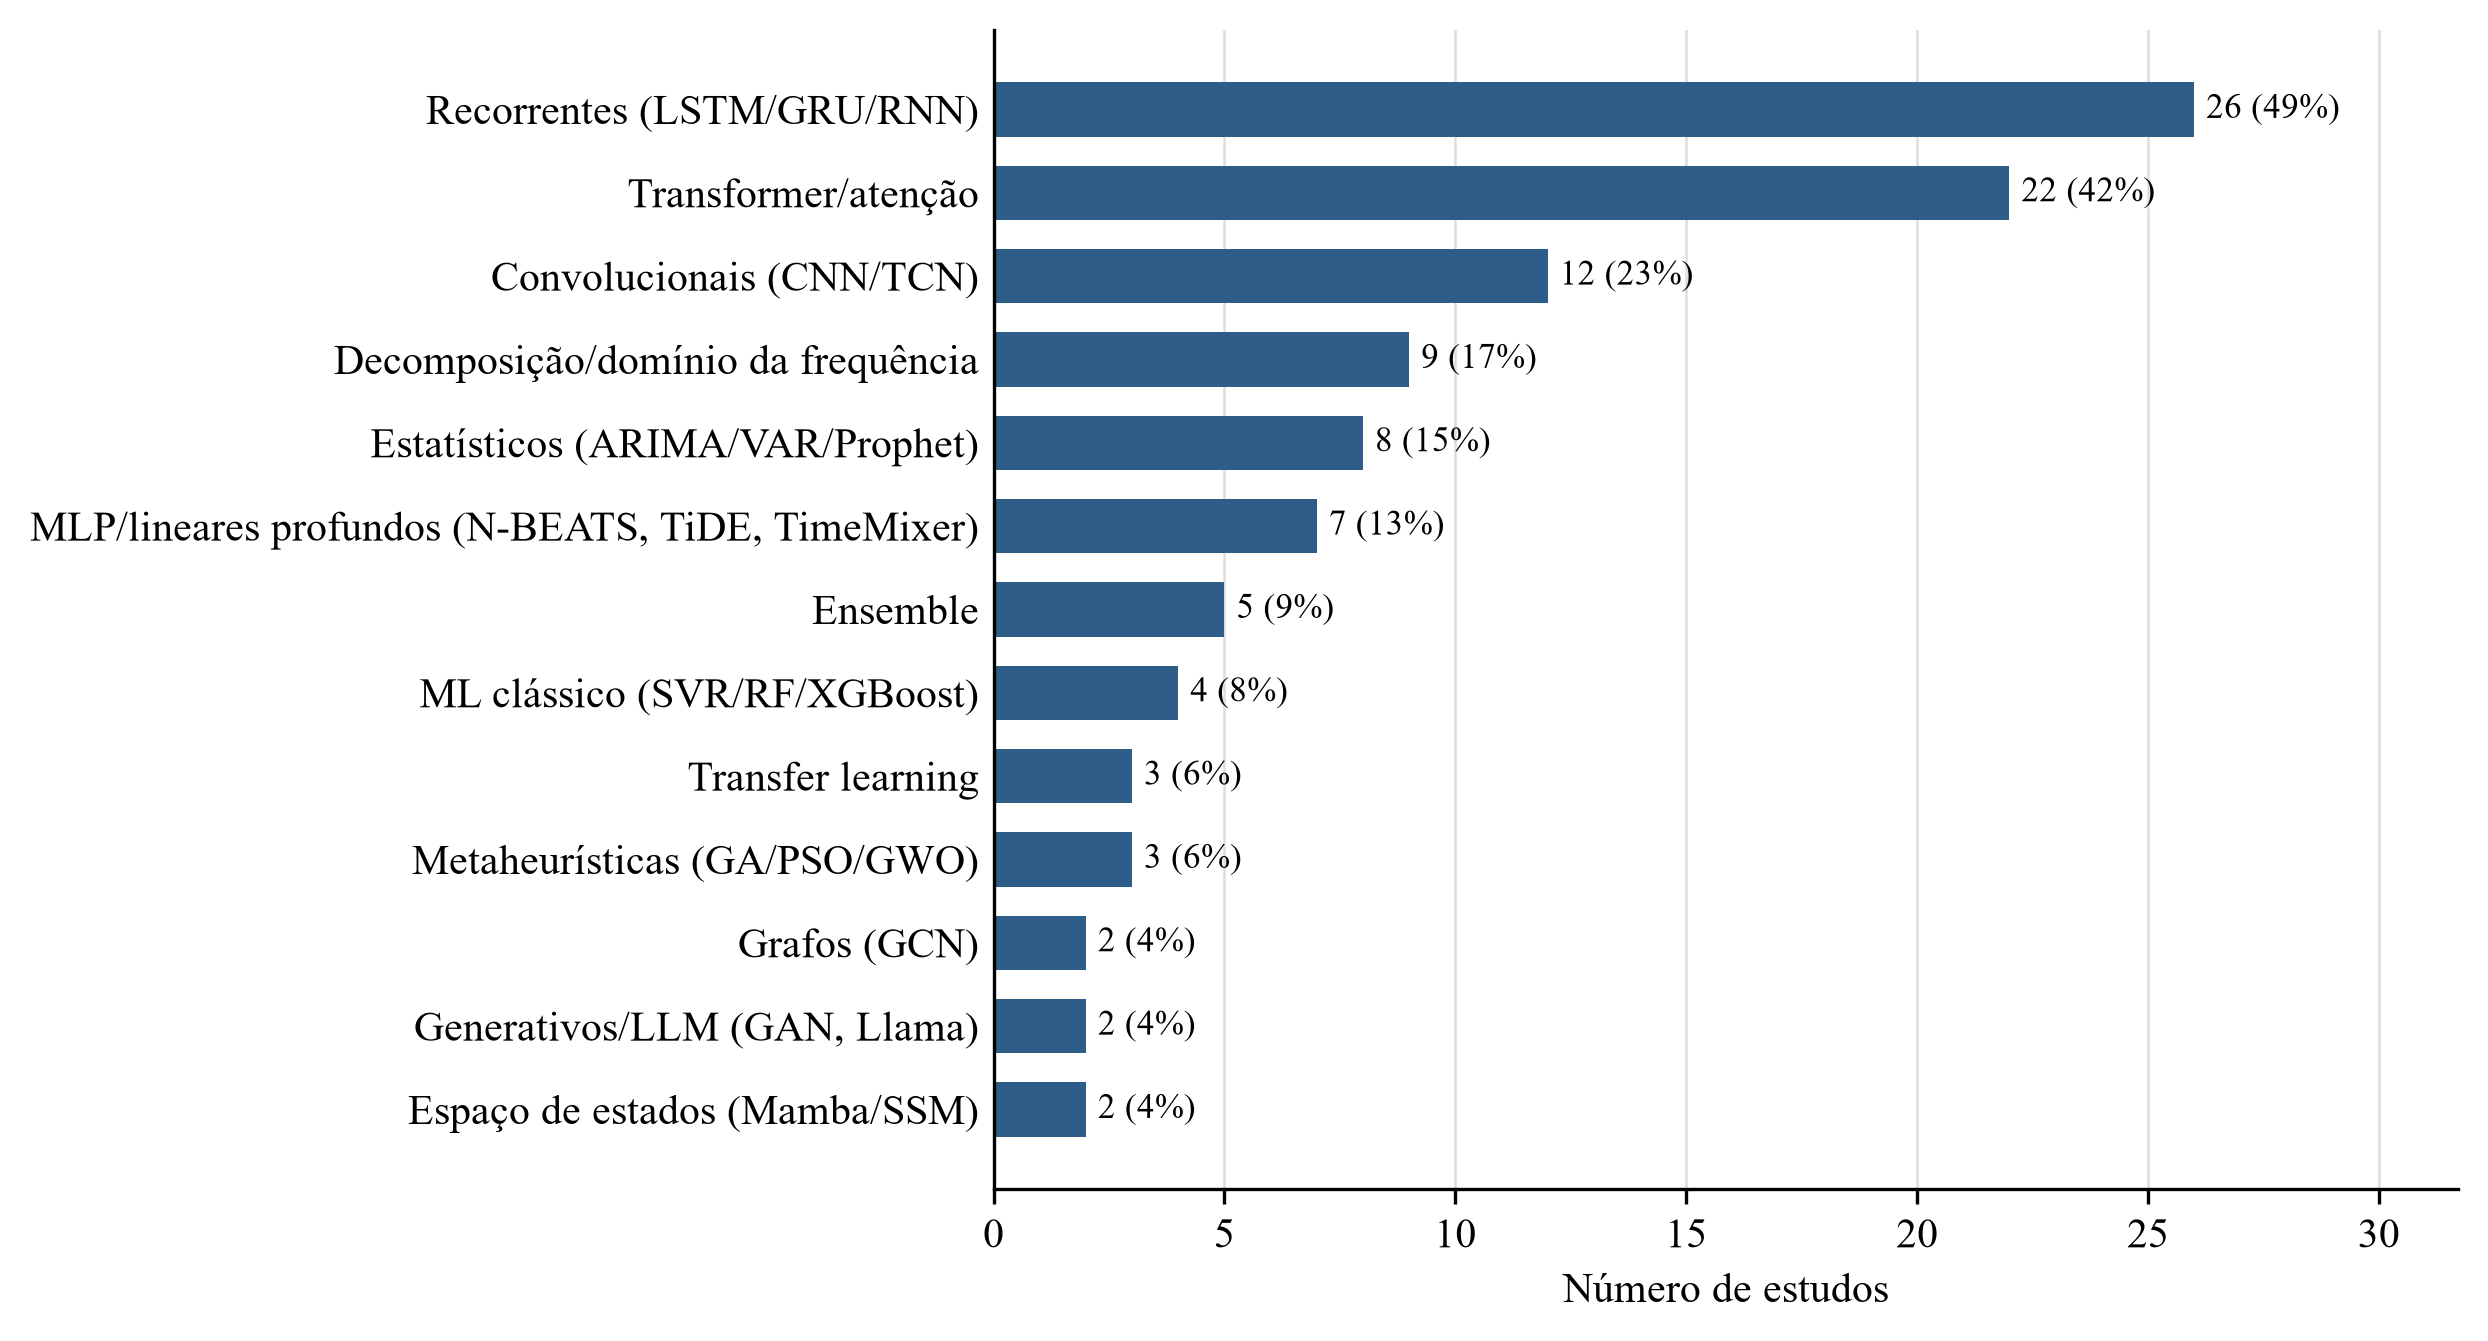 Recorrentes (LSTM/GRU/RNN) 26 (49%)
Transformer/atenção 22 (42%)
Convolucionais (CNN/TCN) 12 (23%)
Decomposição/domínio da frequência 9 (17%)
Estatísticos (ARIMA/VAR/Prophet) 8 (15%)
MLP/lineares profundos (N-BEATS, TiDE, TimeMixer) 7 (13%)
Ensemble 5 (9%)
ML clássico (SVR/RF/XGBoost) 4 (8%)
Transfer learning 3 (6%)
Metaheurísticas (GA/PSO/GWO) 3 (6%)
Grafos (GCN) 2 (4%)
Generativos/LLM (GAN, Llama) 2 (4%)
Espaço de estados (Mamba/SSM) 2 (4%)
0 5 10 15 20 25 30
Número de estudos